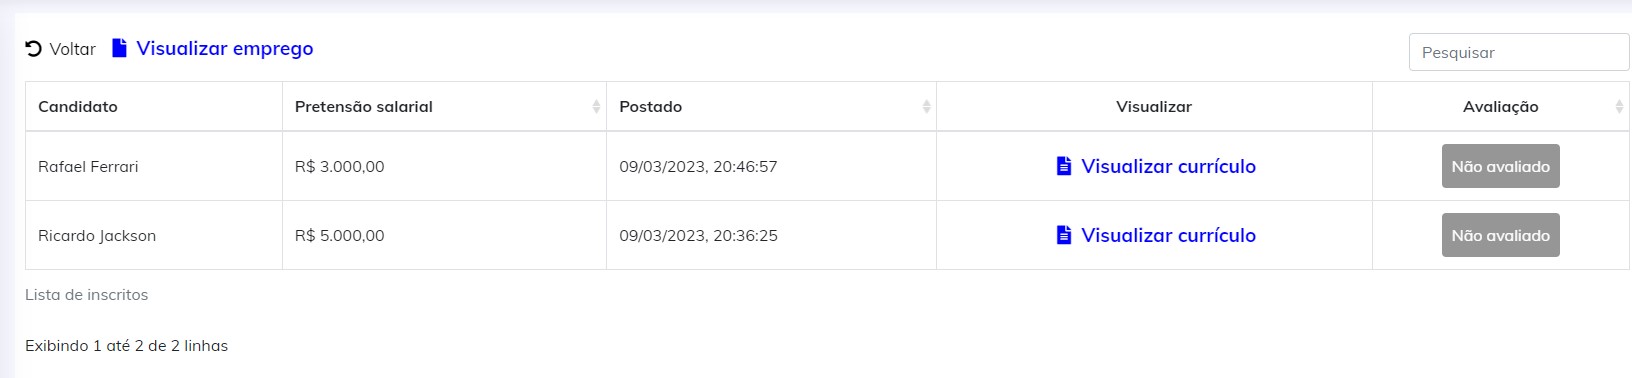 Voltar Visualizar emprego Pesquisar
Candidato Pretensão salarial Postado Visualizar Avaliação
Rafael Ferrari R$ 3.000,00 09/03/2023, 20:46:57 Visualizar currículo Não avaliado
Ricardo Jackson R$ 5.000,00 09/03/2023, 20:36:25 Visualizar currículo Não avaliado
Lista de inscritos
Exibindo 1 até 2 de 2 linhas